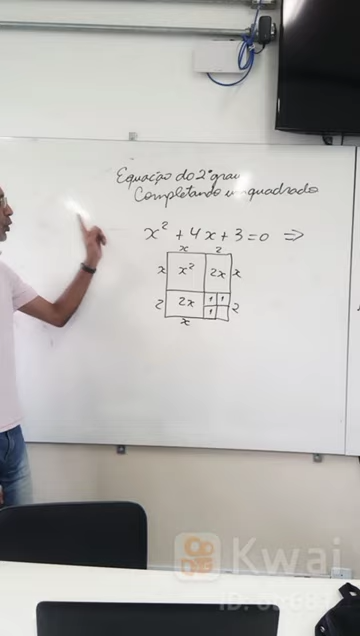 Equação do 2º grau
Completando um quadrado
x² + 4x + 3 = 0 ⇒
x 2
x x² 2x x
2 2x 1 1 2
1
x
Kwai